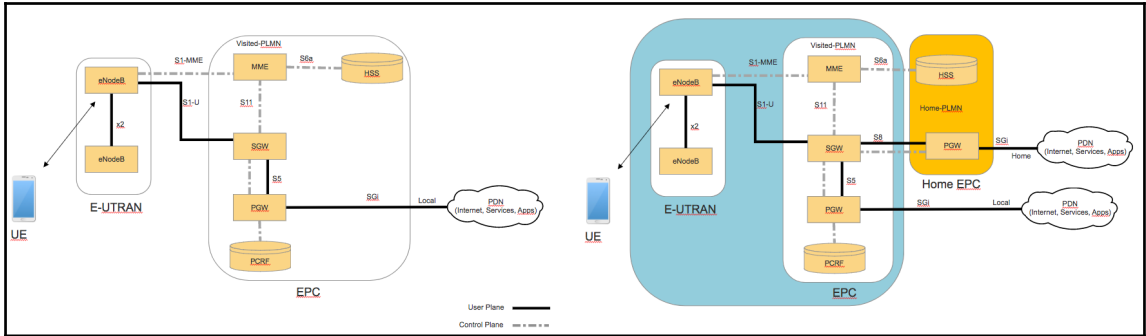 Visited-PLMN
S1-MME
S6a
MME
HSS
eNodeB
S11
S1-U
x2
SGW
eNodeB
S5
E-UTRAN
PGW
SGi
Local
PDN
(Internet, Services, Apps)
UE
PCRF
EPC
User Plane
Control Plane
Visited-PLMN
S1-MME
S6a
MME
HSS
eNodeB
S11
Home-PLMN
S1-U
x2
SGW
S8
PGW
SGi
Home
PDN
(Internet, Services, Apps)
eNodeB
S5
Home EPC
E-UTRAN
PGW
SGi
Local
PDN
(Internet, Services, Apps)
UE
PCRF
EPC